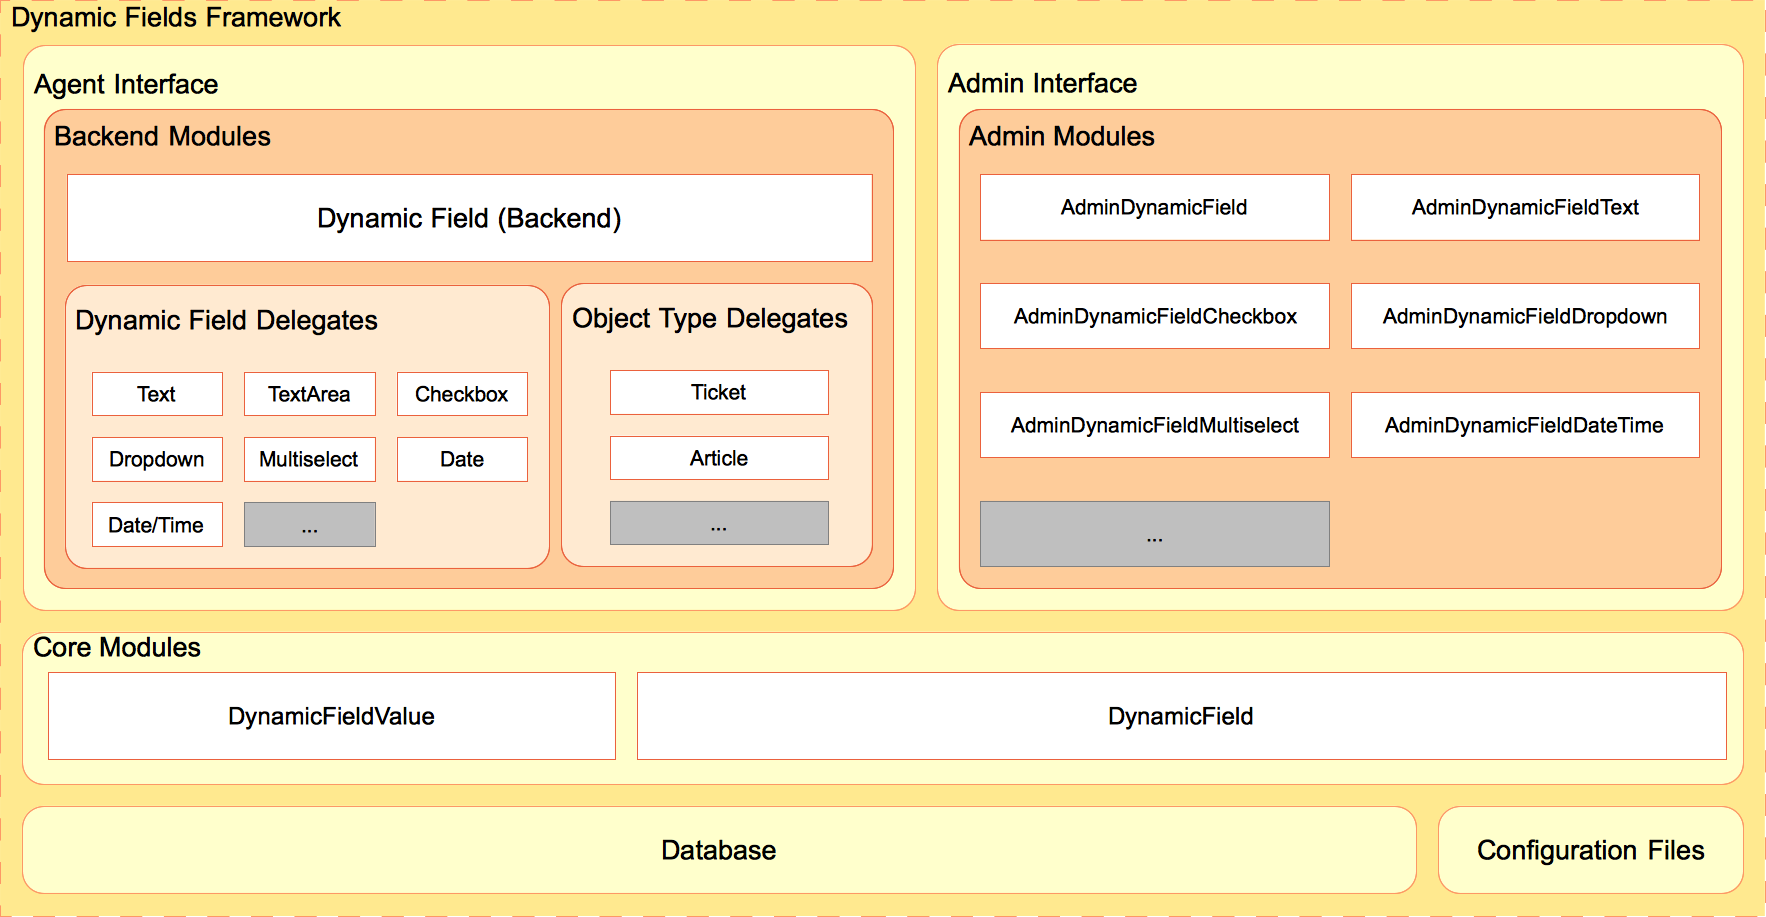 Dynamic Fields Framework
Agent Interface
Backend Modules
Dynamic Field (Backend)
Dynamic Field Delegates
Text
TextArea
Checkbox
Dropdown
Multiselect
Date
Date/Time
...
Object Type Delegates
Ticket
Article
...
Admin Interface
Admin Modules
AdminDynamicField
AdminDynamicFieldText
AdminDynamicFieldCheckbox
AdminDynamicFieldDropdown
AdminDynamicFieldMultiselect
AdminDynamicFieldDateTime
...
Core Modules
DynamicFieldValue
DynamicField
Database
Configuration Files